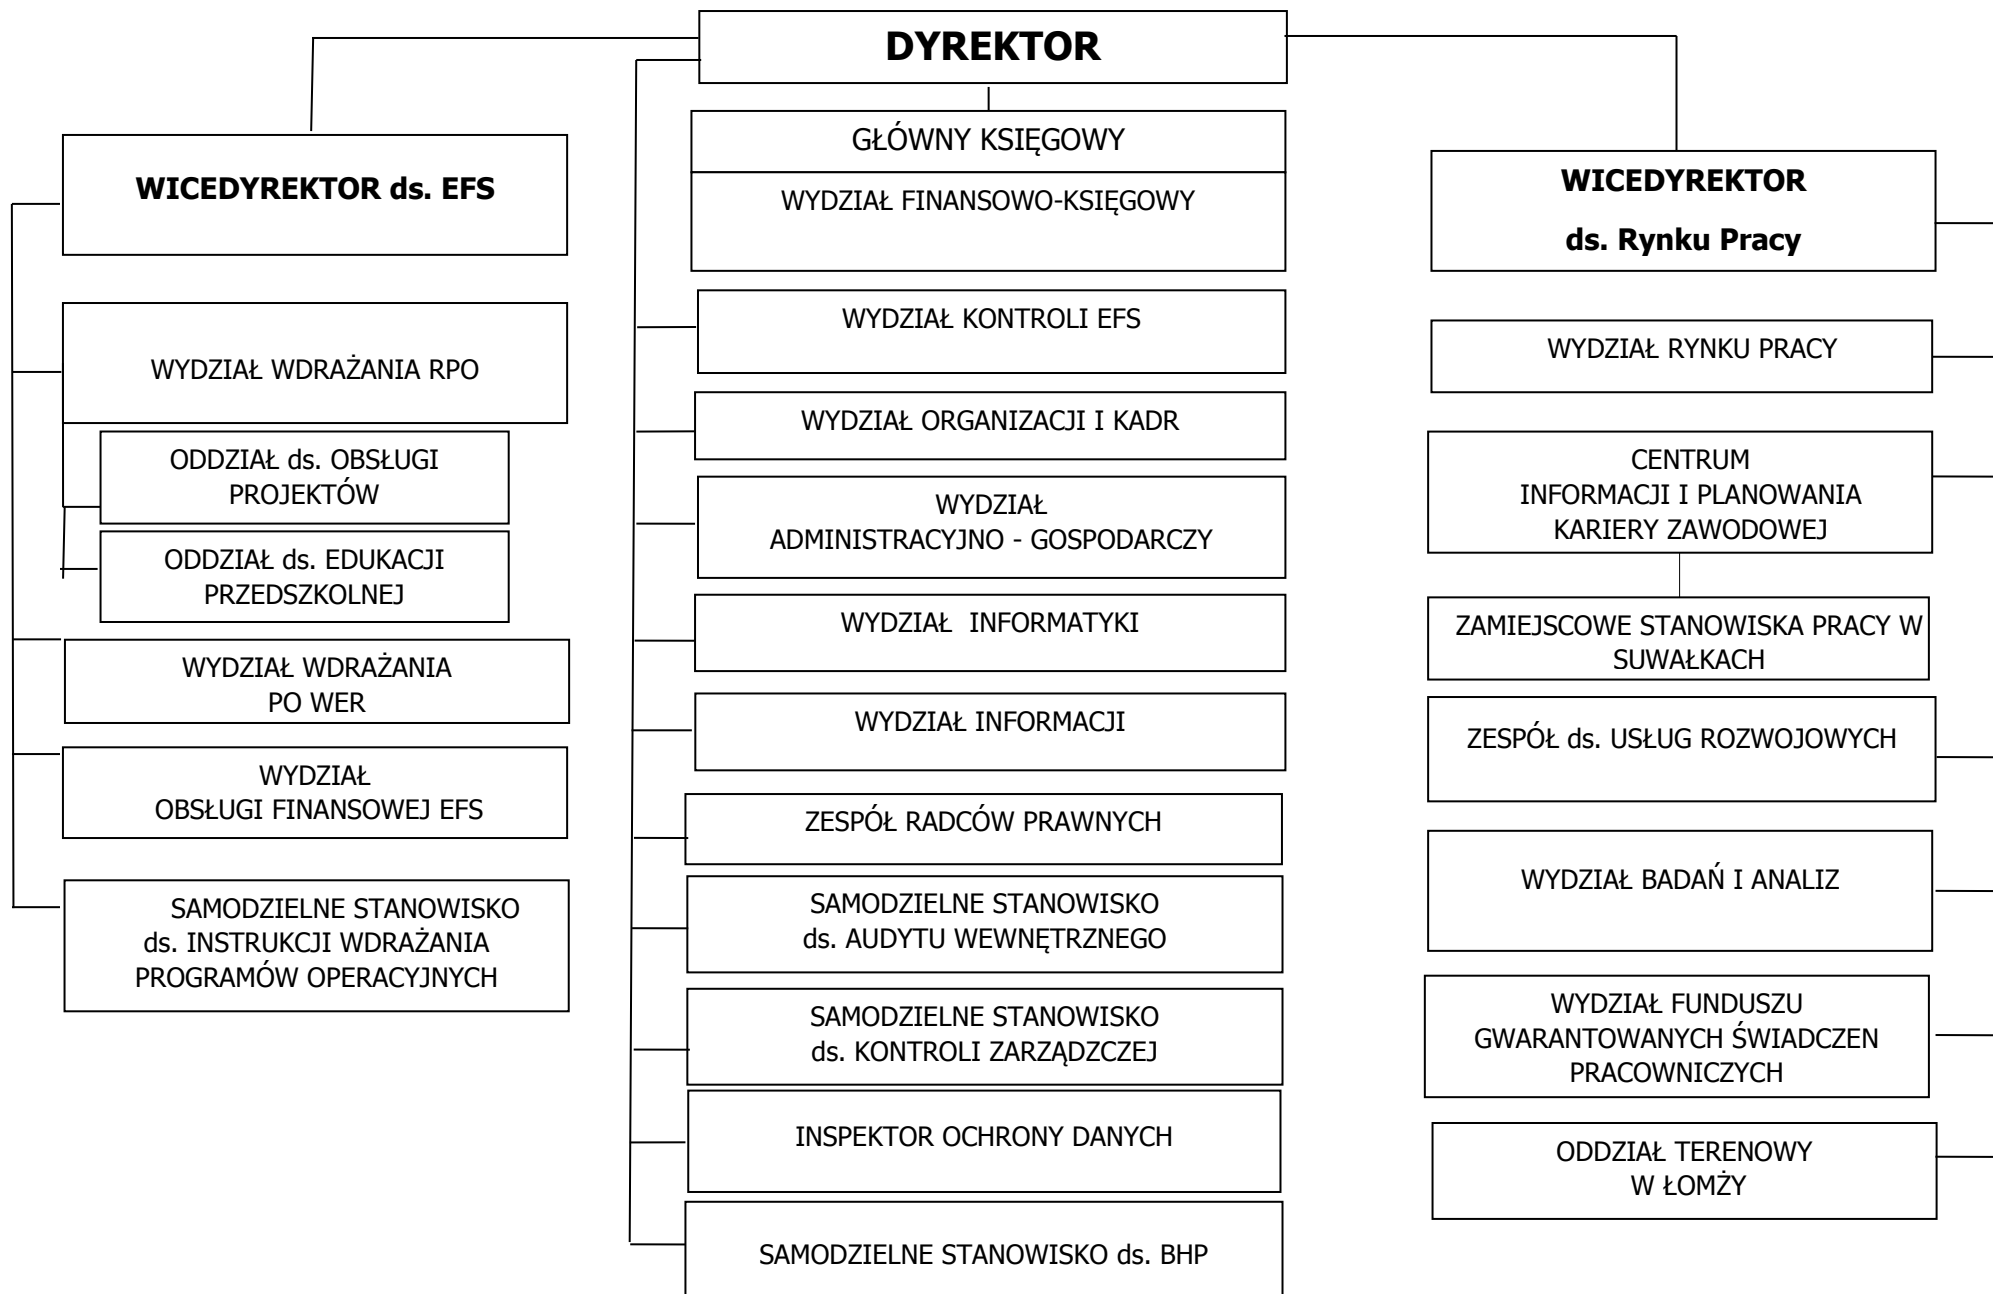 DYREKTOR
WICEDYREKTOR ds. EFS
WYDZIAŁ WDRAŻANIA RPO
ODDZIAŁ ds. OBSŁUGI
PROJEKTÓW
ODDZIAŁ ds. EDUKACJI
PRZEDSZKOLNEJ
WYDZIAŁ WDRAŻANIA
PO WER
WYDZIAŁ
OBSŁUGI FINANSOWEJ EFS
SAMODZIELNE STANOWISKO
ds. INSTRUKCJI WDRAŻANIA
PROGRAMÓW OPERACYJNYCH
GŁÓWNY KSIĘGOWY
WYDZIAŁ FINANSOWO-KSIĘGOWY
WYDZIAŁ KONTROLI EFS
WYDZIAŁ ORGANIZACJI I KADR
WYDZIAŁ
ADMINISTRACYJNO - GOSPODARCZY
WYDZIAŁ INFORMATYKI
WYDZIAŁ INFORMACJI
ZESPÓŁ RADCÓW PRAWNYCH
SAMODZIELNE STANOWISKO
ds. AUDYTU WEWNĘTRZNEGO
SAMODZIELNE STANOWISKO
ds. KONTROLI ZARZĄDZCZEJ
INSPEKTOR OCHRONY DANYCH
SAMODZIELNE STANOWISKO ds. BHP
WICEDYREKTOR
ds. Rynku Pracy
WYDZIAŁ RYNKU PRACY
CENTRUM
INFORMACJI I PLANOWANIA
KARIERY ZAWODOWEJ
ZAMIEJSCOWE STANOWISKA PRACY W
SUWAŁKACH
ZESPÓŁ ds. USŁUG ROZWOJOWYCH
WYDZIAŁ BADAŃ I ANALIZ
WYDZIAŁ FUNDUSZU
GWARANTOWANYCH ŚWIADCZEN
PRACOWNICZYCH
ODDZIAŁ TERENOWY
W ŁOMŻY